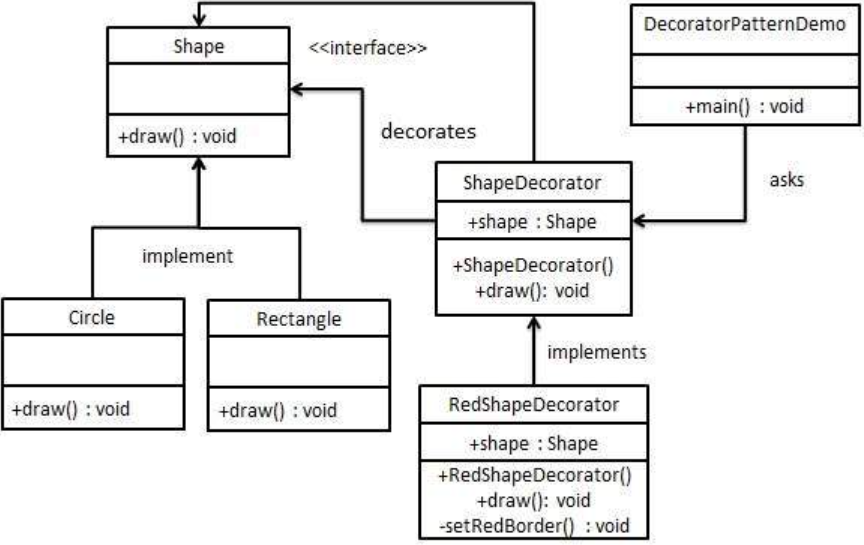 Shape
<<interface>>
+draw() : void
decorates
DecoratorPatternDemo
+main() : void
asks
ShapeDecorator
+shape : Shape
+ShapeDecorator()
+draw(): void
implement
Circle
+draw() : void
Rectangle
+draw() : void
implements
RedShapeDecorator
+shape : Shape
+RedShapeDecorator()
+draw(): void
-setRedBorder() : void